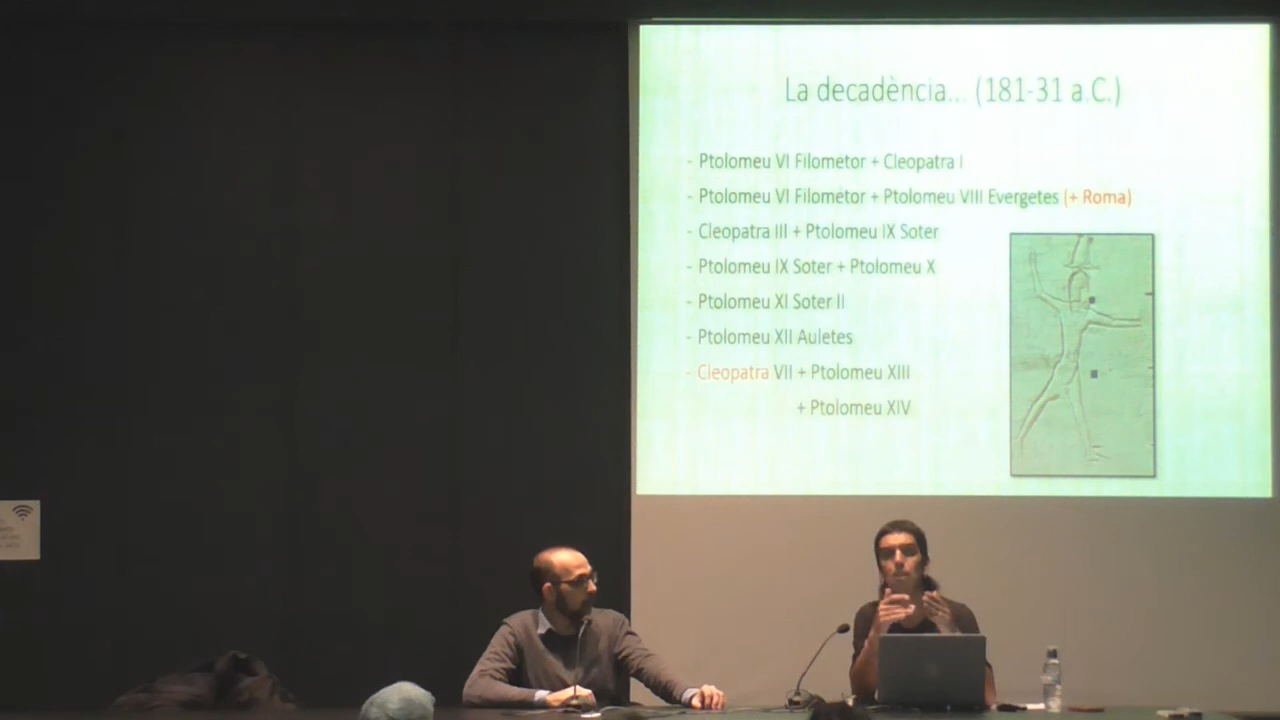 La decadència... (181-31 a.C.)
- Ptolomeu VI Filometor + Cleopatra I
- Ptolomeu VI Filometor + Ptolomeu VIII Evergetes (+ Roma)
- Cleopatra III + Ptolomeu IX Soter
- Ptolomeu IX Soter + Ptolomeu X
- Ptolomeu XI Soter II
- Ptolomeu XII Auletes
- Cleopatra VII + Ptolomeu XIII
+ Ptolomeu XIV